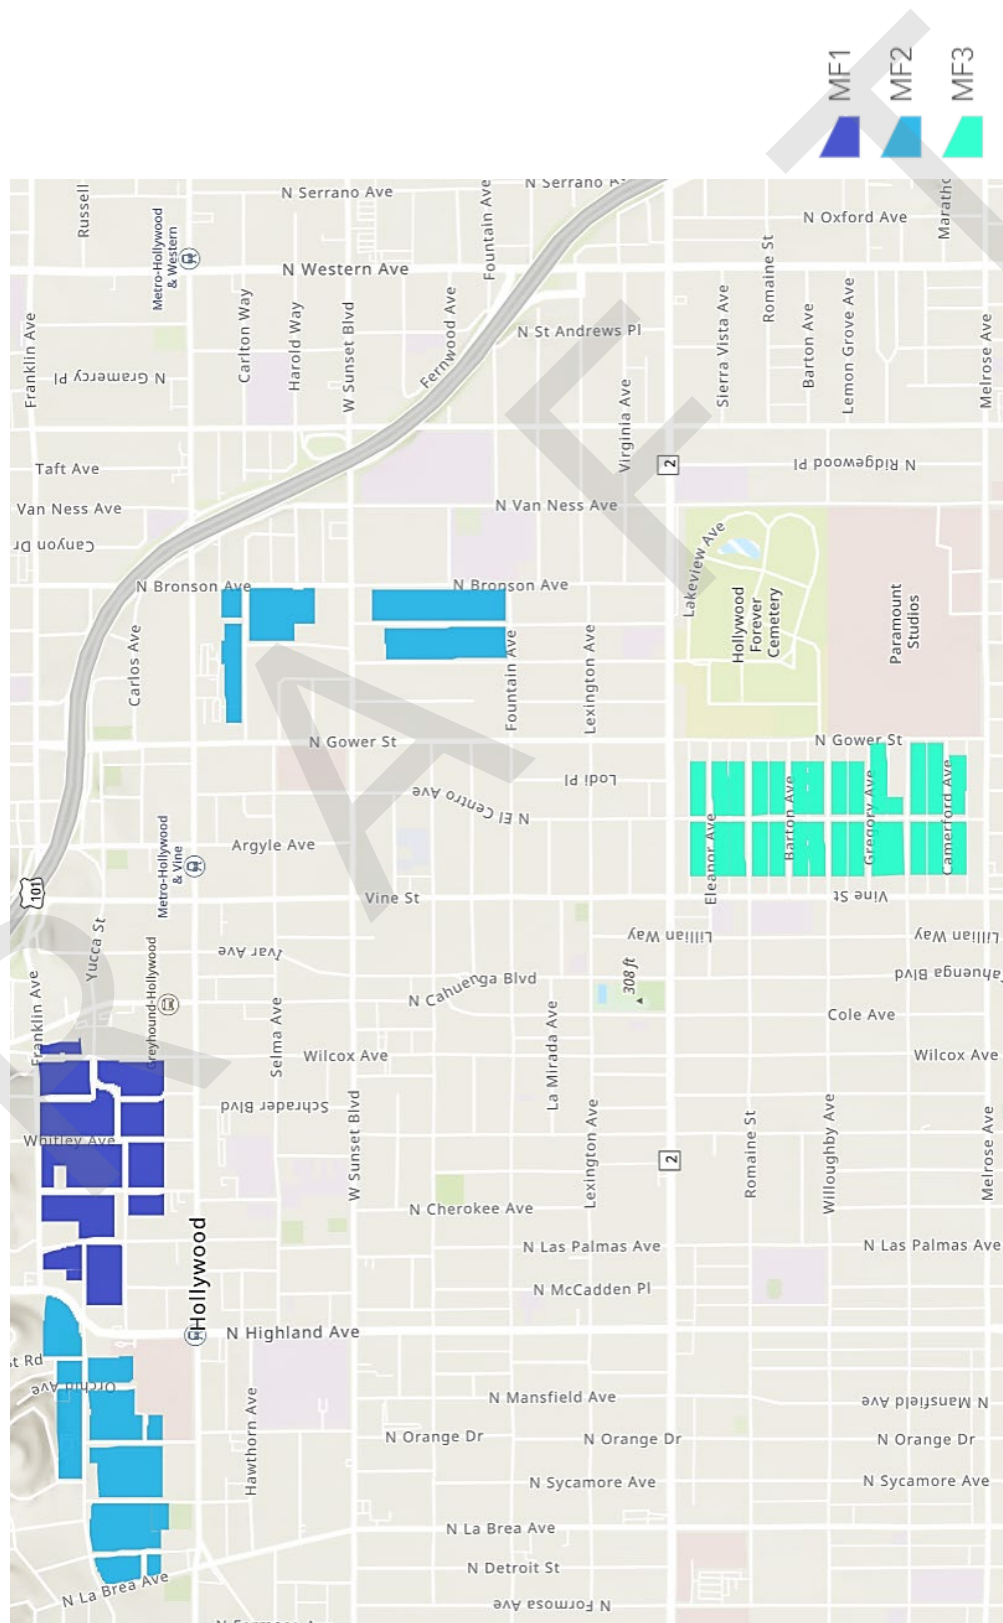 MF1
MF2
MF3
DRAFT
N Serrano Ave
N Serrano A
Russell
Fountain Ave
N Oxford Ave
Marath
Metro-Hollywood
& Western
N Western Ave
Romaine St
Franklin Ave
Carlton Way
Harold Way
W Sunset Blvd
Fernwood Ave
N St Andrews Pl
Sierra Vista Ave
Barton Ave
Lemon Grove Ave
Melrose Ave
N Gramercy Pl
Virginia Ave
Taft Ave
2
N Ridgewood Pl
Van Ness Ave
N Van Ness Ave
Canyon Dr
Lakeview Ave
N Bronson Ave
N Bronson Ave
Hollywood
Forever
Cemetery
Paramount
Studios
Carlos Ave
Fountain Ave
Lexington Ave
N Gower St
N Gower St
Lodi Pl
N El Centro Ave
Barton Ave
Gregory Ave
Camerford Ave
Eleanor Ave
Argyle Ave
Metro-Hollywood
& Vine
101
Vine St
Vine St
Lillian Way
Lillian Way
Yucca St
Ivar Ave
308 ft
N Cahuenga Blvd
ahuenga Blvd
Franklin Ave
Greyhound-Hollywood
Selma Ave
La Mirada Ave
Cole Ave
Wilcox Ave
Wilcox Ave
Schrader Blvd
Whitley Ave
W Sunset Blvd
Lexington Ave
2
Romaine St
Willoughby Ave
Melrose Ave
N Cherokee Ave
Hollywood
N Las Palmas Ave
N Las Palmas Ave
N McCadden Pl
N Highland Ave
st Rd
Orchid Ave
N Mansfield Ave
N Mansfield Ave
Hawthorn Ave
N Orange Dr
N Orange Dr
N Orange Dr
N Sycamore Ave
N Sycamore Ave
N La Brea Ave
N La Brea Ave
N Detroit St
N Formosa Ave
N Formosa Ave